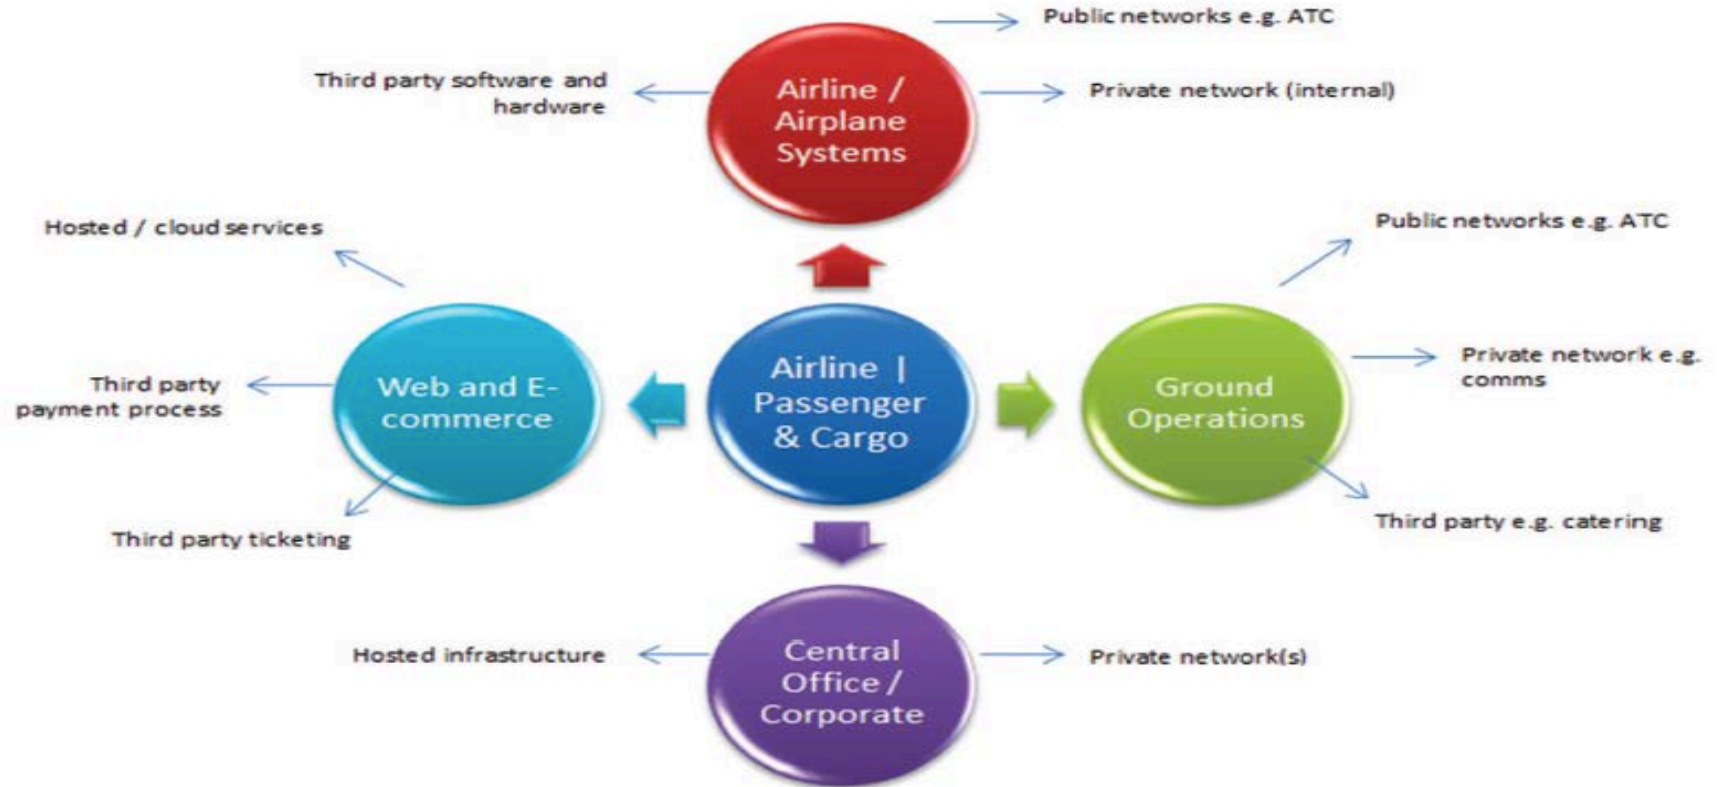 Public networks e.g. ATC
Third party software and
hardware
Airline /
Airplane
Systems
Private network (internal)
Hosted / cloud services
Public networks e.g. ATC
Third party
payment process
Web and E-
commerce
Airline |
Passenger
& Cargo
Ground
Operations
Private network e.g.
comms
Third party ticketing
Third party e.g. catering
Hosted infrastructure
Central
Office /
Corporate
Private network(s)